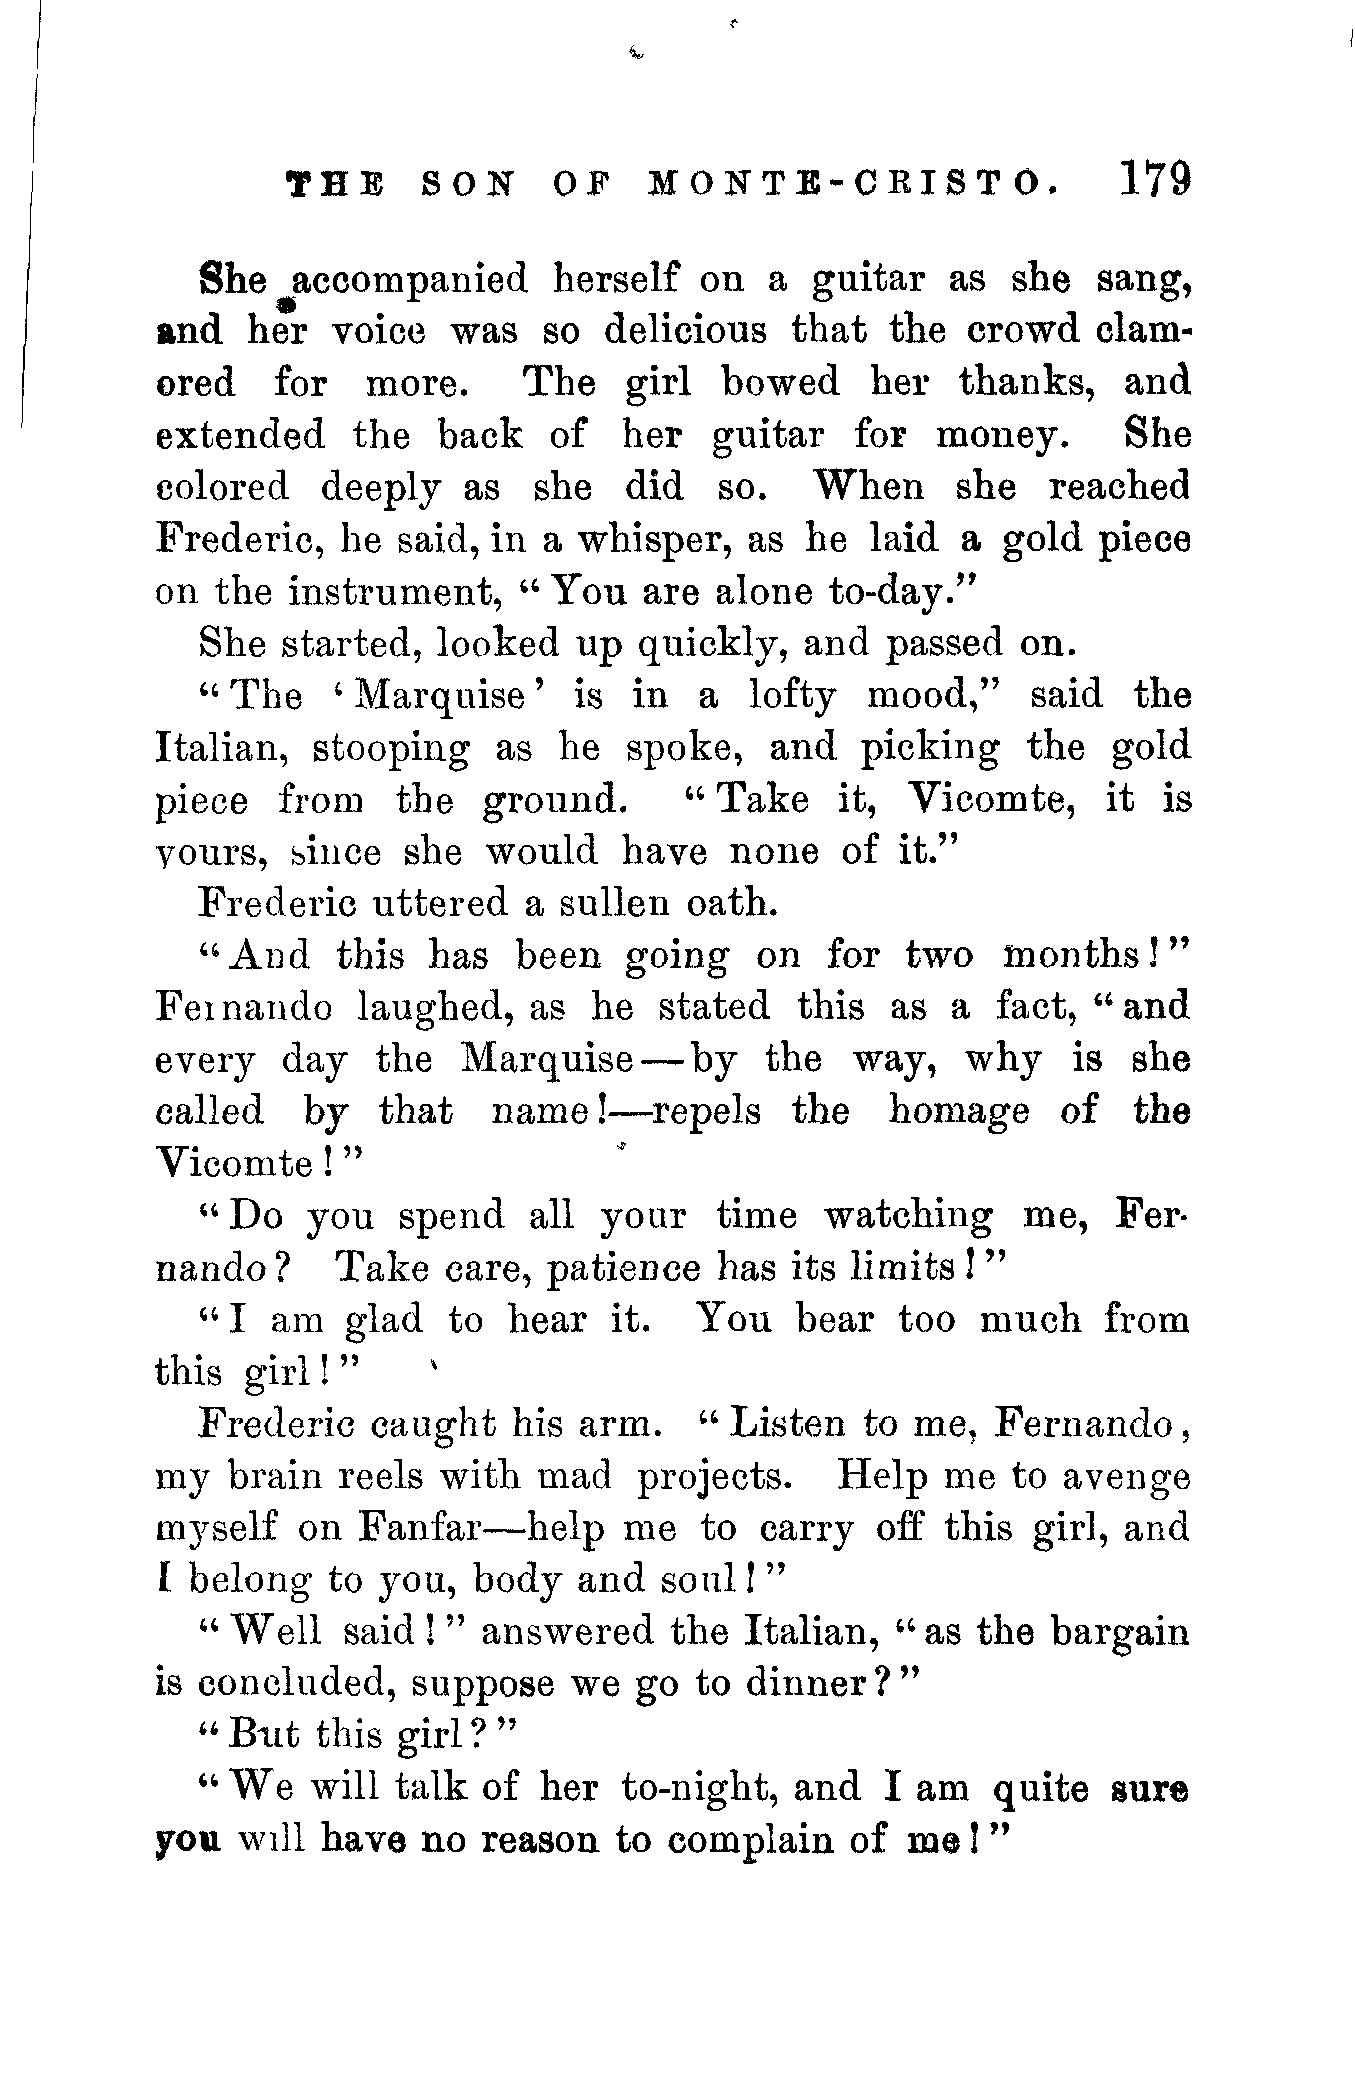 THE SON OF MONTE-CRISTO. 179
She accompanied herself on a guitar as she sang,
and her voice was so delicious that the crowd clam-
ored for more. The girl bowed her thanks, and
extended the back of her guitar for money. She
colored deeply as she did so. When she reached
Frederic, he said, in a whisper, as he laid a gold piece
on the instrument, “You are alone to-day.”
She started, looked up quickly, and passed on.
“The ‘Marquise’ is in a lofty mood,” said the
Italian, stooping as he spoke, and picking the gold
piece from the ground. “Take it, Vicomte, it is
yours, since she would have none of it.”
Frederic uttered a sullen oath.
“And this has been going on for two months!”
Fernando laughed, as he stated this as a fact, “and
every day the Marquise—by the way, why is she
called by that name!—repels the homage of the
Vicomte!”
“Do you spend all your time watching me, Fer-
nando? Take care, patience has its limits!”
“I am glad to hear it. You bear too much from
this girl!”
Frederic caught his arm. “Listen to me, Fernando,
my brain reels with mad projects. Help me to avenge
myself on Fanfar—help me to carry off this girl, and
I belong to you, body and soul!”
“Well said!” answered the Italian, “as the bargain
is concluded, suppose we go to dinner?”
“But this girl?”
“We will talk of her to-night, and I am quite sure
you will have no reason to complain of me!”